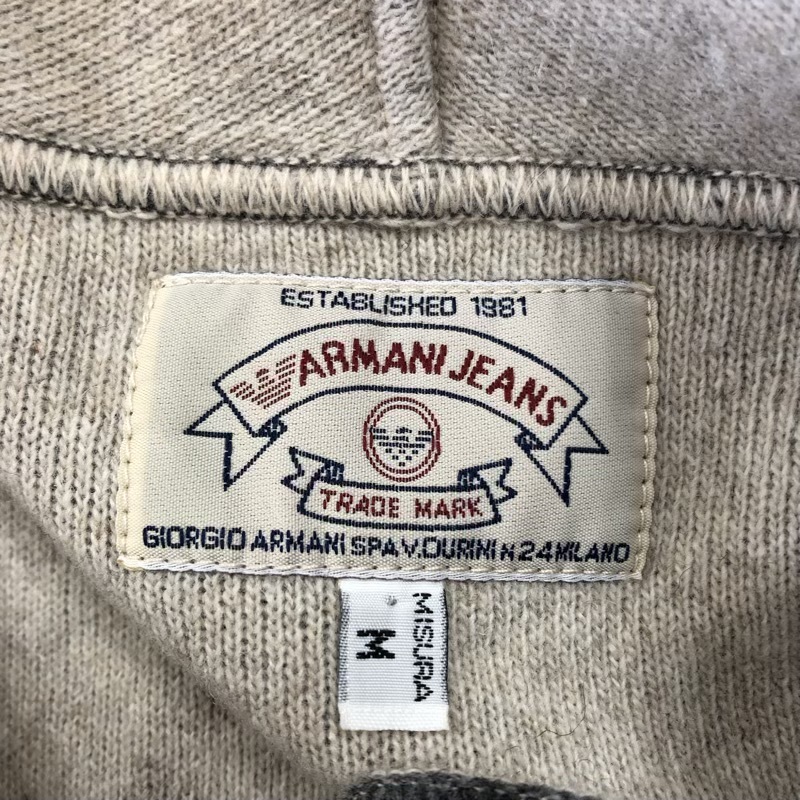 ESTABLISHED 1981
ARMANI JEANS
TRADE MARK
GIORGIO ARMANI SPA V. DURINI N 24 MILANO
MISURA
M